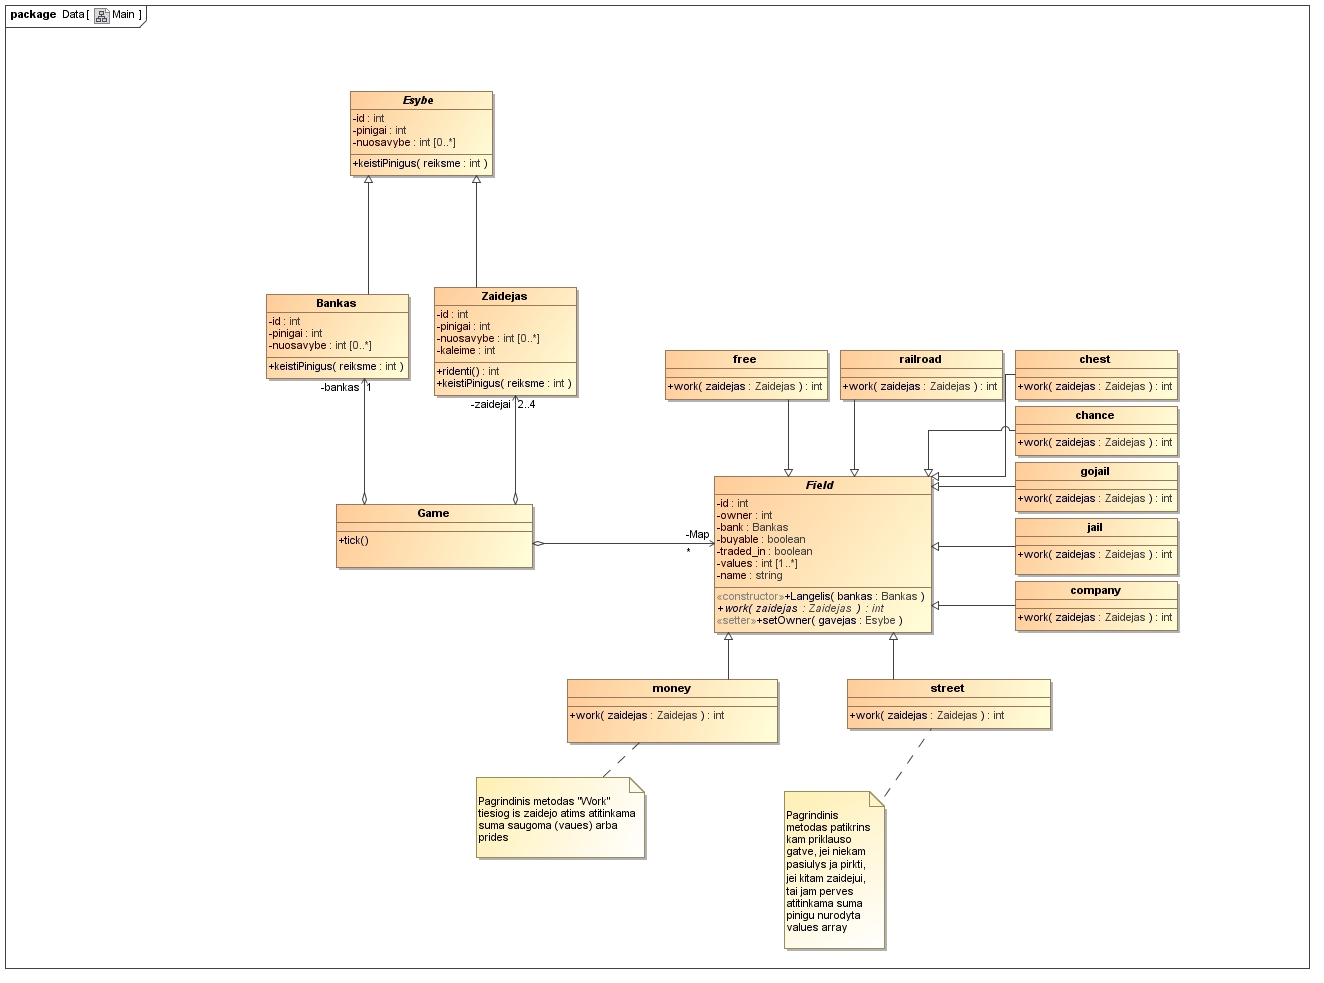 package Data [ Main ]
Esybe
-id : int
-pinigai : int
-nuosavybe : int [0..*]
+keistiPinigus( reiksme : int )
Bankas
-id : int
-pinigai : int
-nuosavybe : int [0..*]
+keistiPinigus( reiksme : int )
-bankas 1
Zaidejas
-id : int
-pinigai : int
-nuosavybe : int [0..*]
-kaleime : int
+ridenti() : int
+keistiPinigus( reiksme : int )
-zaidejai 2..4
free
+work( zaidejas : Zaidejas ) : int
railroad
+work( zaidejas : Zaidejas ) : int
chest
+work( zaidejas : Zaidejas ) : int
chance
+work( zaidejas : Zaidejas ) : int
gojail
+work( zaidejas : Zaidejas ) : int
jail
+work( zaidejas : Zaidejas ) : int
company
+work( zaidejas : Zaidejas ) : int
Game
+tick()
-Map
*
Field
-id : int
-owner : int
-bank : Bankas
-buyable : boolean
-traded_in : boolean
-values : int [1..*]
-name : string
«constructor»+Langelis( bankas : Bankas )
+work( zaidejas : Zaidejas ) : int
«setter»+setOwner( gavejas : Esybe )
money
+work( zaidejas : Zaidejas ) : int
street
+work( zaidejas : Zaidejas ) : int
Pagrindinis metodas "Work"
tiesiog is zaidejo atims atitinkama
suma saugoma (vaues) arba
prides
Pagrindinis
metodas patikrins
kam priklauso
gatve, jei niekam
pasiulys ja pirkti,
jei kitam zaidejui,
tai jam perves
atitinkama suma
pinigu nurodyta
values array